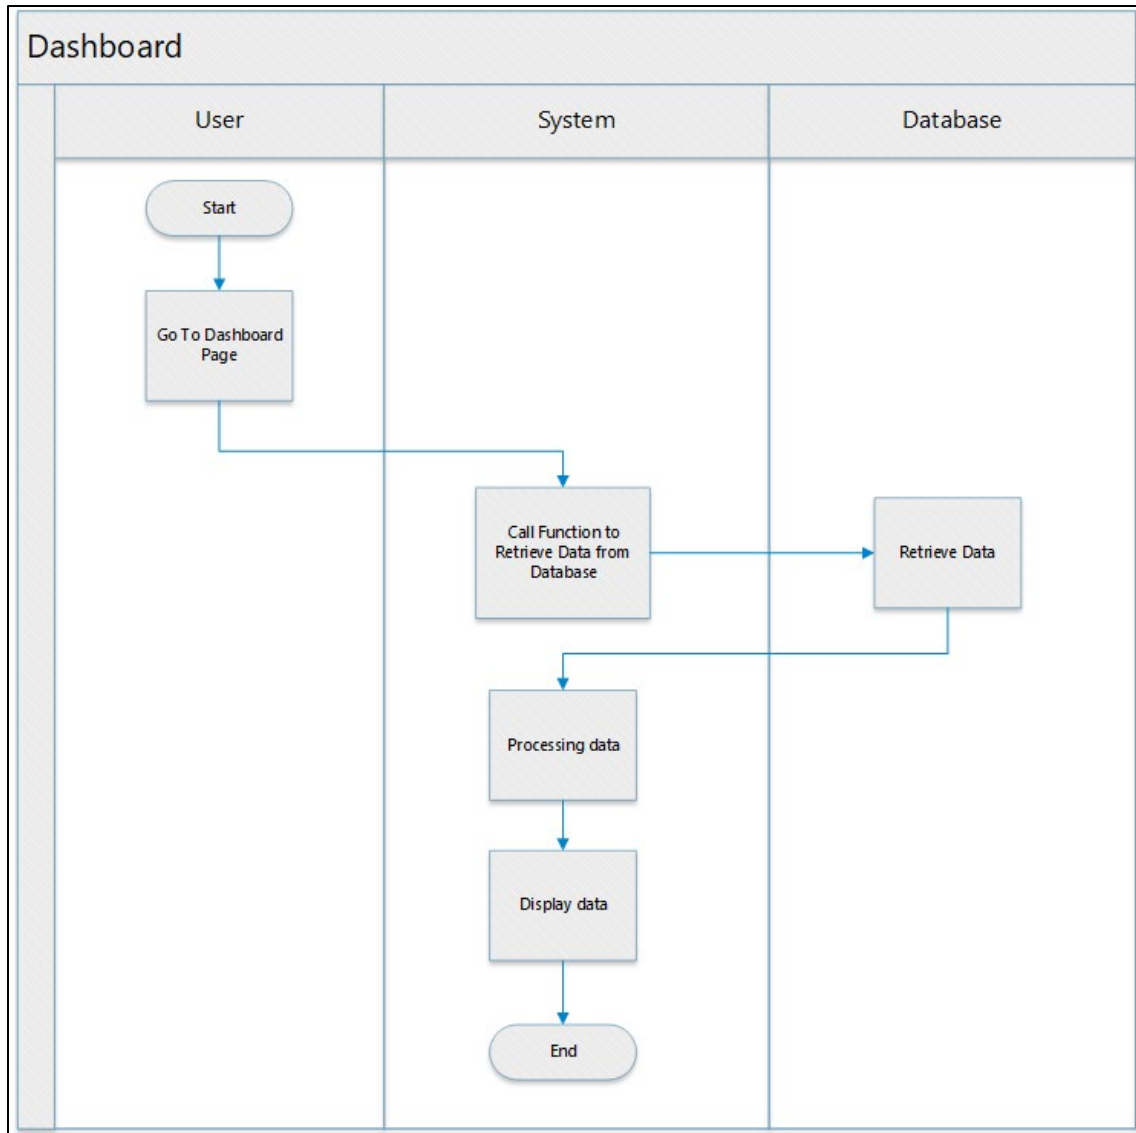 Dashboard
User
System
Database
Start
Go To Dashboard
Page
Call Function to
Retrieve Data from
Database
Retrieve Data
Processing data
Display data
End